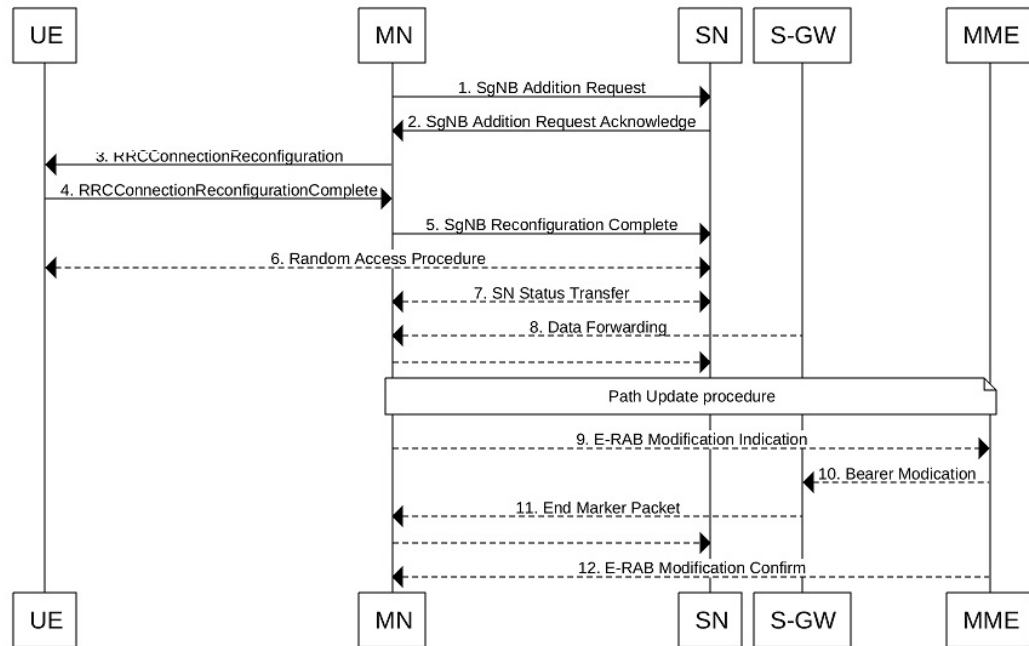 UE MN SN S-GW MME
1. SgNB Addition Request
2. SgNB Addition Request Acknowledge
3. RRCConnectionReconfiguration
4. RRCConnectionReconfigurationComplete
5. SgNB Reconfiguration Complete
6. Random Access Procedure
7. SN Status Transfer
8. Data Forwarding
Path Update procedure
9. E-RAB Modification Indication
10. Bearer Modication
11. End Marker Packet
12. E-RAB Modification Confirm
UE MN SN S-GW MME